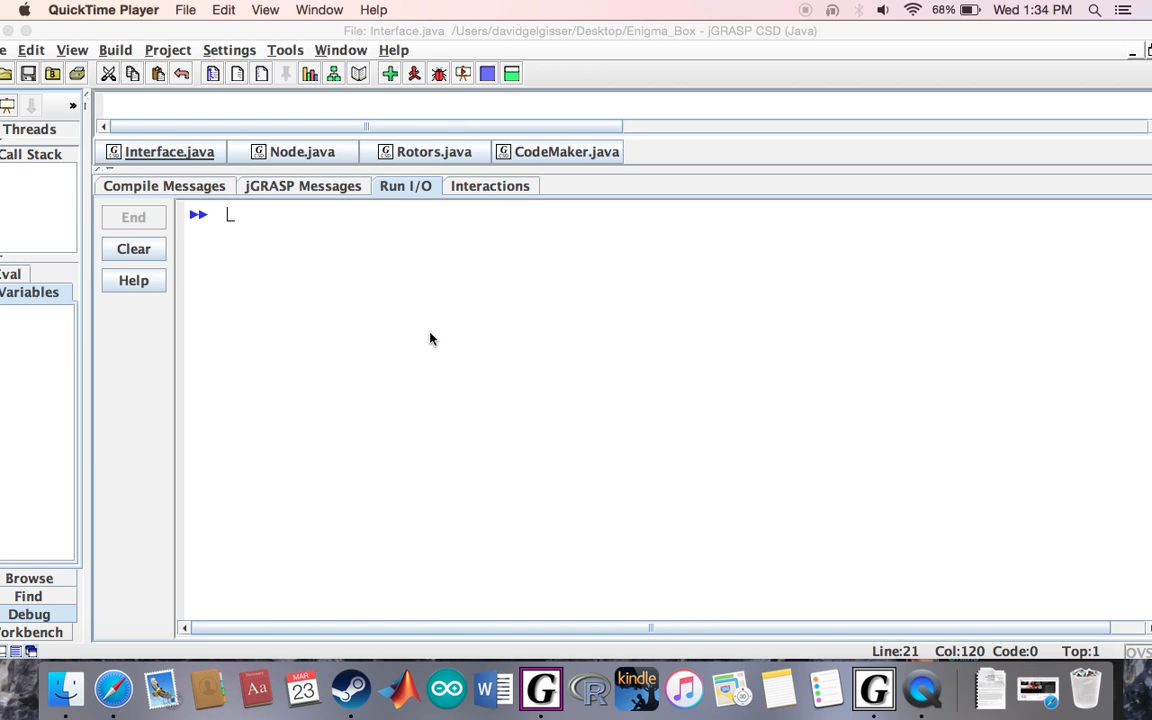 QuickTime Player File Edit View Window Help 68% Wed 1:34 PM
File: Interface.java /Users/davidgelgisser/Desktop/Enigma_Box - jGRASP CSD (Java)
e Edit View Build Project Settings Tools Window Help
» 
Threads
Call Stack
Interface.java Node.java Rotors.java CodeMaker.java
Compile Messages jGRASP Messages Run I/O Interactions
End
Clear
Help
Eval
Variables
Browse
Find
Debug
orkbench
Line:21 Col:120 Code:0 Top:1 OVS
MAR
23
Aa
W
G
R
kindle
G